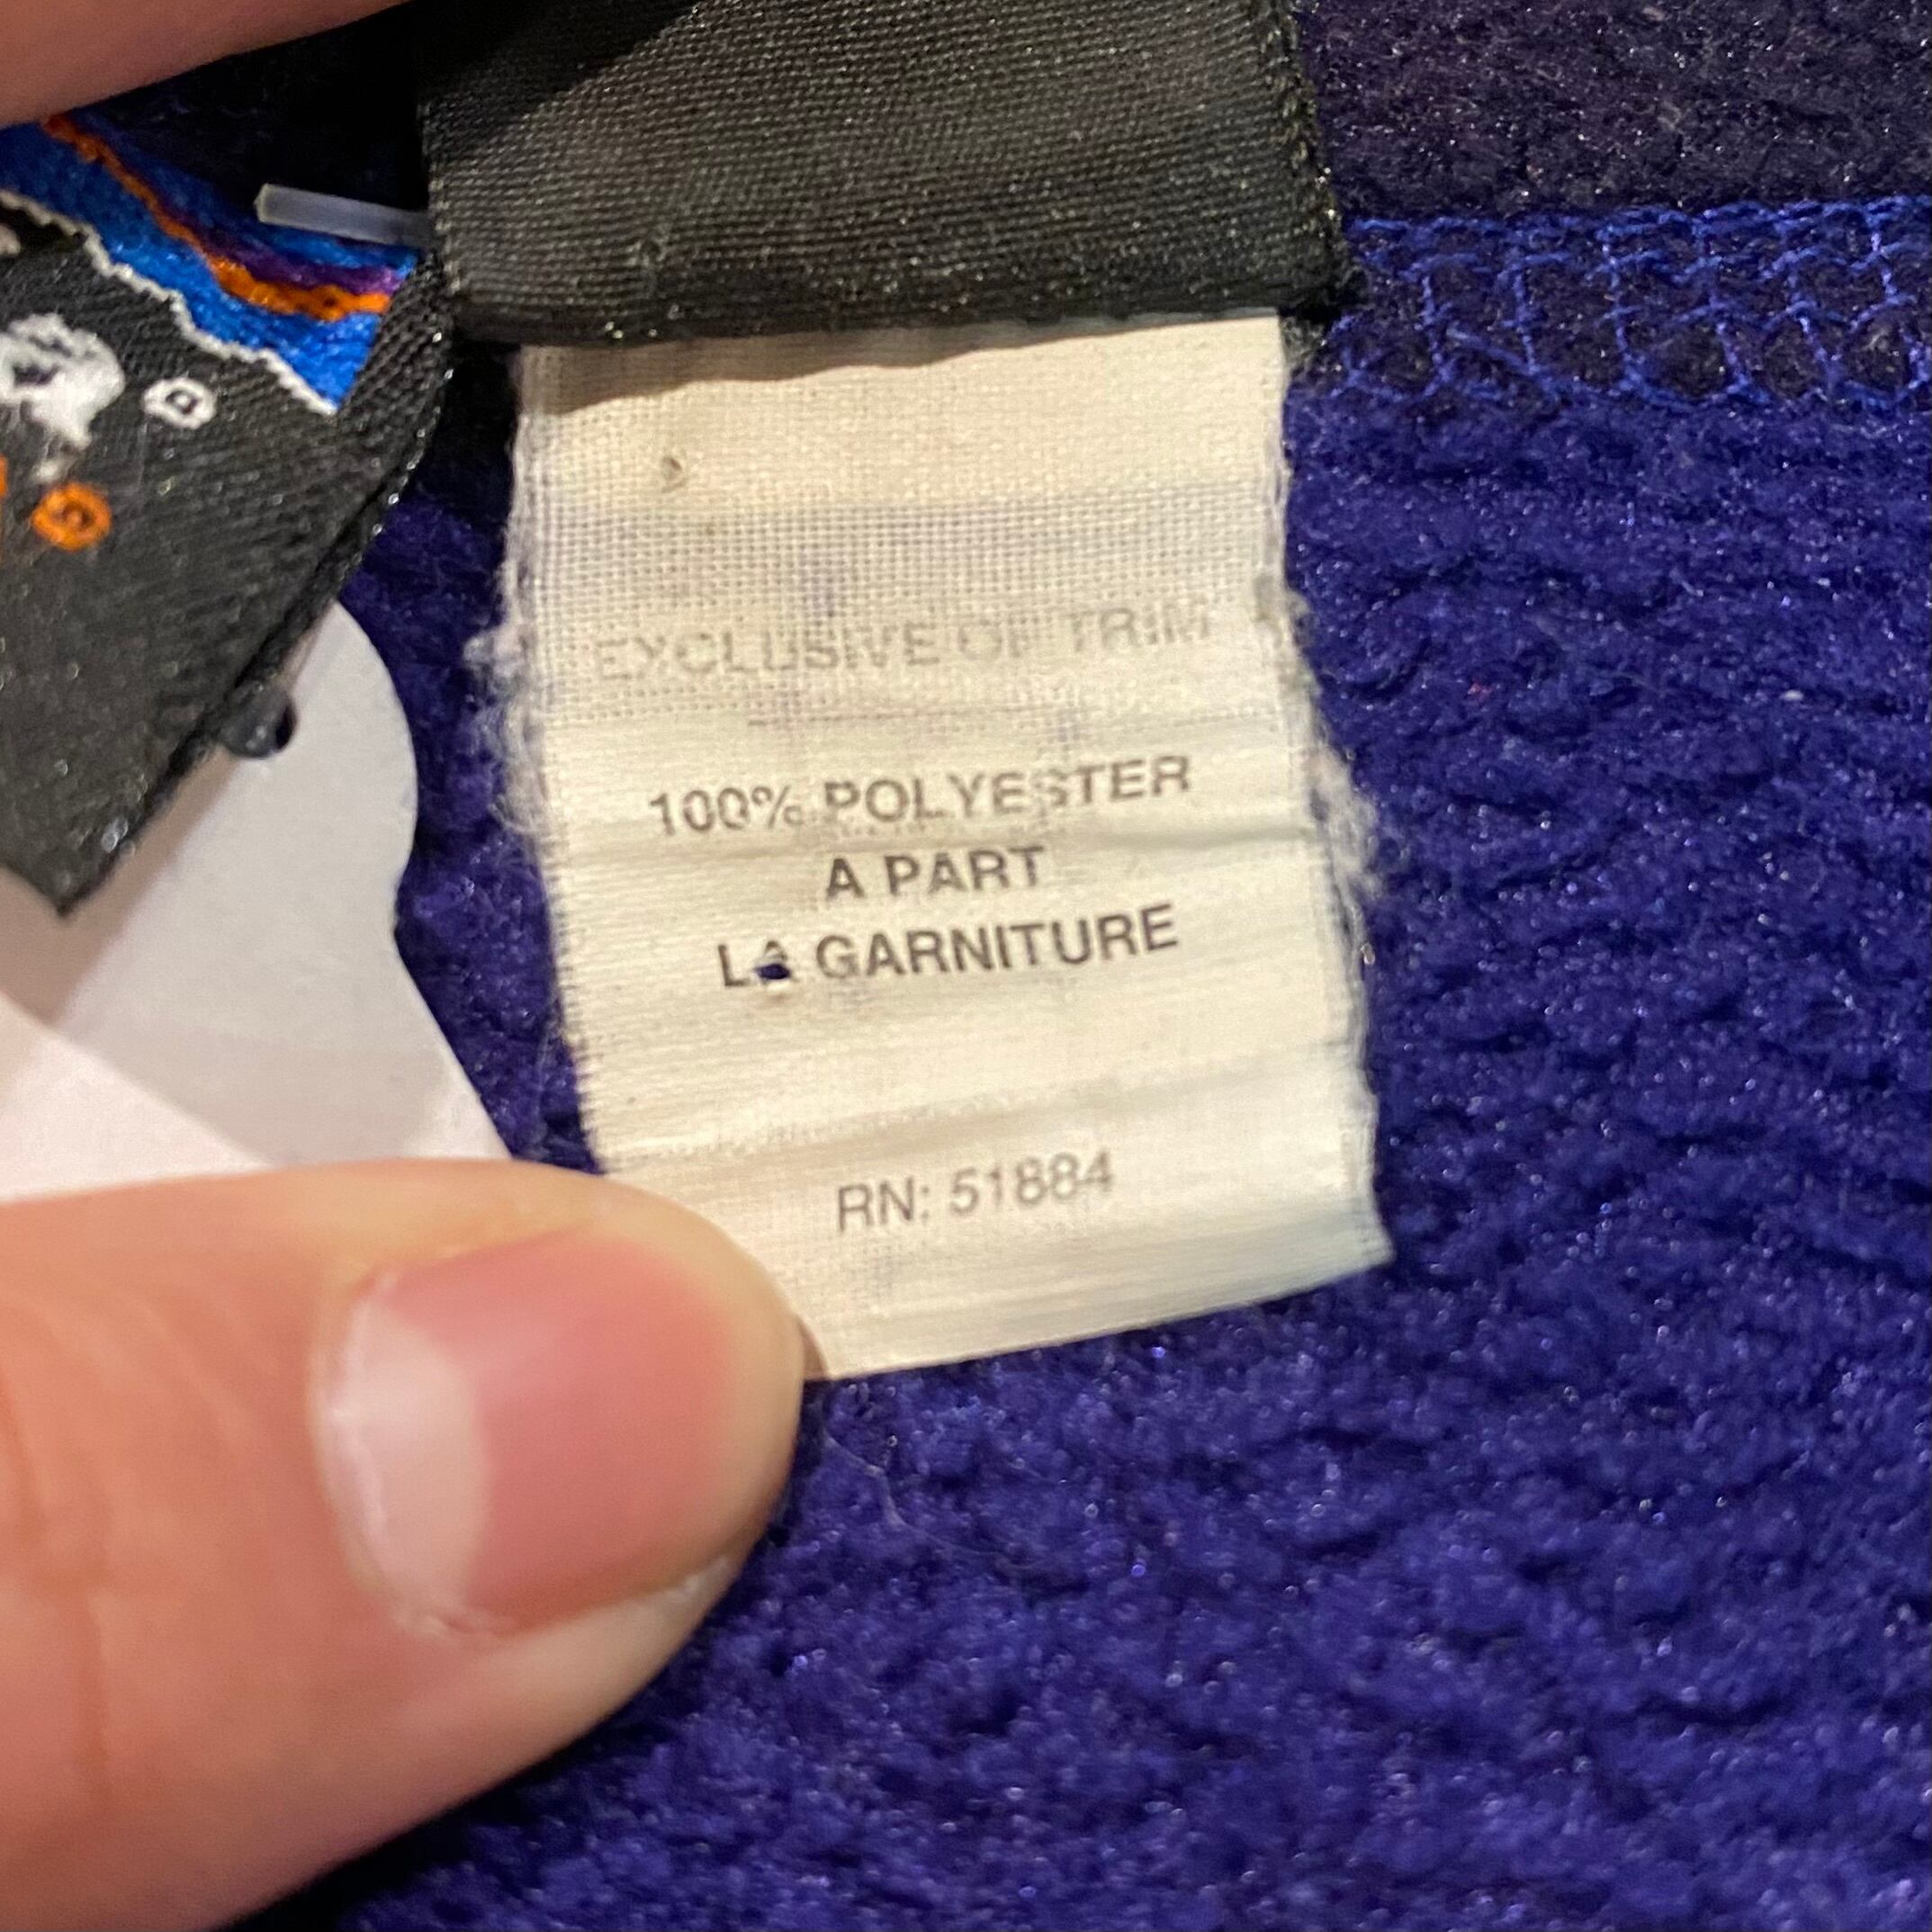 EXCLUSIVE OF TRIM
100% POLYESTER
A PART
LA GARNITURE
RN: 51884